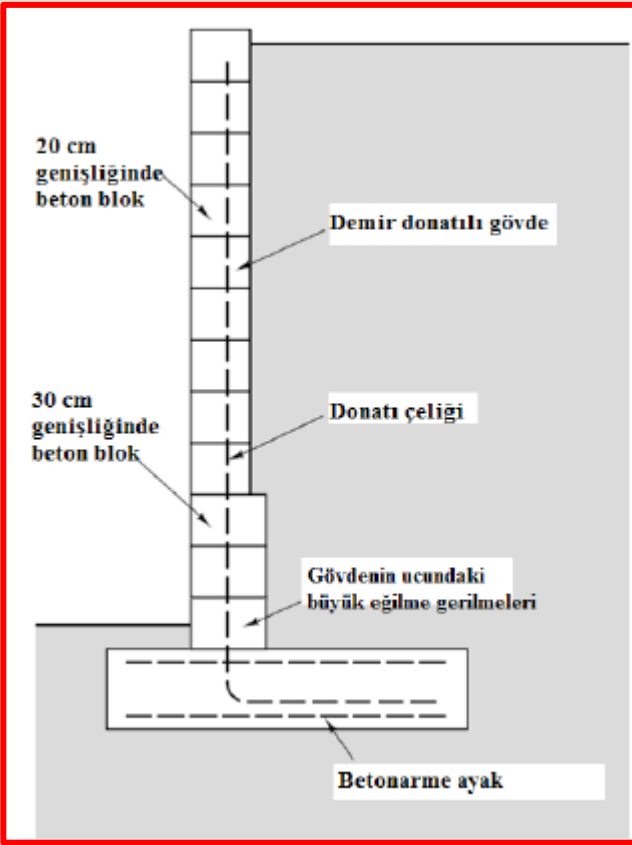 20 cm
genişliğinde
beton blok
Demir donatılı gövde
30 cm
genişliğinde
beton blok
Donatı çeliği
Gövdenin ucundaki
büyük eğilme gerilmeleri
Betonarme ayak